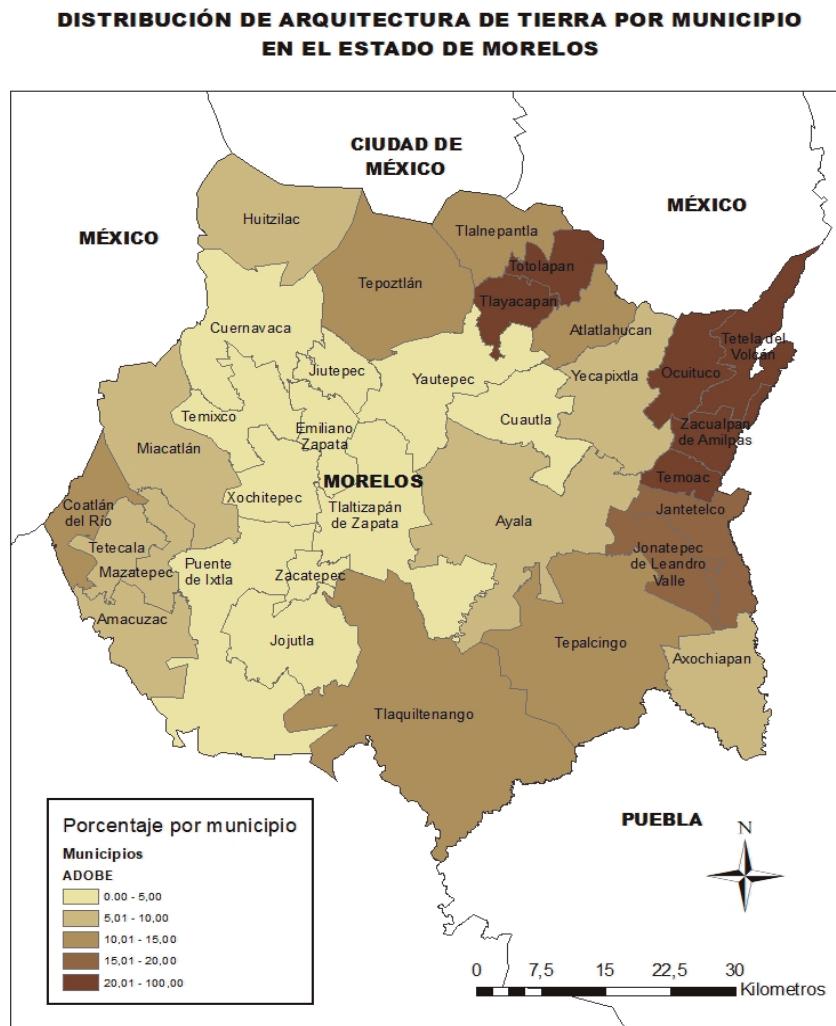 DISTRIBUCIÓN DE ARQUITECTURA DE TIERRA POR MUNICIPIO
EN EL ESTADO DE MORELOS
CIUDAD DE
MÉXICO
MÉXICO
MÉXICO
Huitzilac
Tlalnepantla
Totolapan
Tepoztlán
Tlayacapan
Cuernavaca
Atlatlahucan
Tetela del
Volcán
Jiutepec
Yautepec
Yecapixtla
Ocuituco
Temixco
Cuautla
Emiliano
Zapata
Zacualpan
de Amilpas
Miacatlán
MORELOS
Temoac
Xochitepec
Coatlán
del Río
Tlaltizapán
de Zapata
Jantetelco
Ayala
Tetecala
Jonatepec
de Leandro
Valle
Mazatepec
Puente
de Ixtla
Zacatepec
Amacuzac
Jojutla
Tepalcingo
Axochiapan
Tlaquiltenango
PUEBLA
N
Porcentaje por municipio
Municipios
ADOBE
0.00 - 5,00
5,01 - 10,00
10,01 - 15,00
15,01 - 20,00
20,01 - 100,00
0 7,5 15 22,5 30
Kilometros